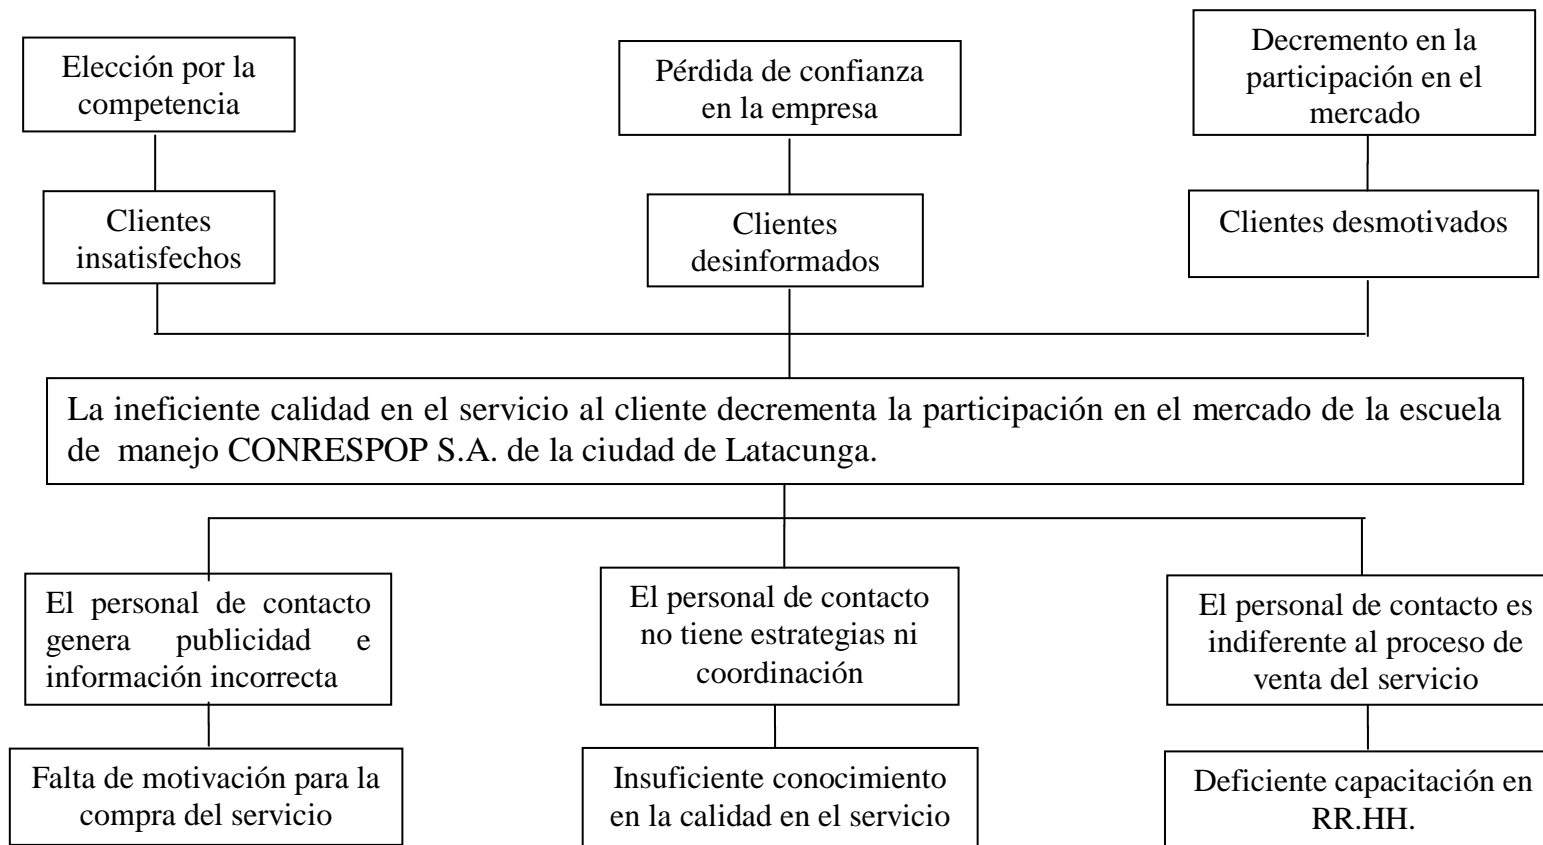 Elección por la
competencia
Pérdida de confianza
en la empresa
Decremento en la
participación en el
mercado
Clientes
insatisfechos
Clientes
desinformados
Clientes desmotivados
La ineficiente calidad en el servicio al cliente decrementa la participación en el mercado de la escuela
de manejo CONRESPOP S.A. de la ciudad de Latacunga.
El personal de contacto
genera publicidad e
información incorrecta
El personal de contacto
no tiene estrategias ni
coordinación
El personal de contacto es
indiferente al proceso de
venta del servicio
Falta de motivación para la
compra del servicio
Insuficiente conocimiento
en la calidad en el servicio
Deficiente capacitación en
RR.HH.